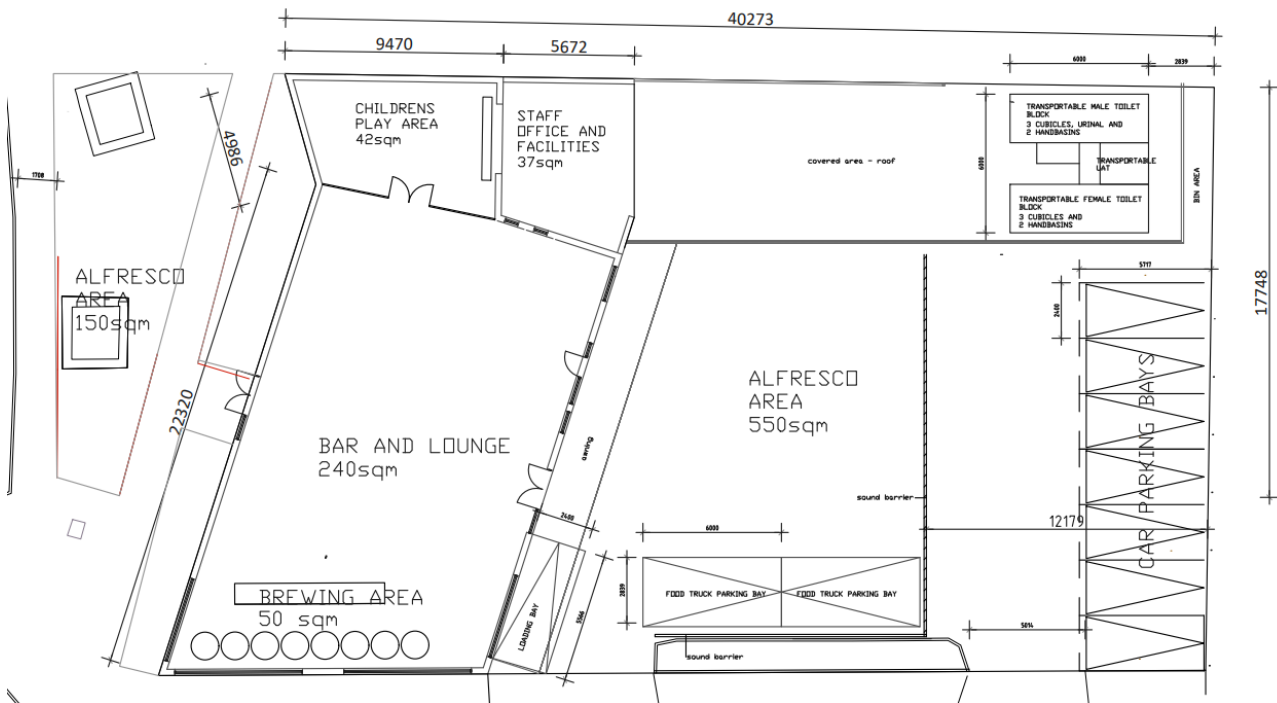 40273
9470
5672
6000
2839
CHILDRENS
PLAY AREA
42sqm
STAFF
OFFICE AND
FACILITIES
37sqm
covered area - roof
6000
TRANSPORTABLE MALE TOILET
BLOCK
3 CUBICLES, URINAL AND
2 HANDBASINS
TRANSPORTABLE
UAT
TRANSPORTABLE FEMALE TOILET
BLOCK
3 CUBICLES AND
2 HANDBASINS
BIN AREA
4986
1708
ALFRESCO
AREA
150sqm
22320
5717
2400
17748
ALFRESCO
AREA
550sqm
CAR PARKING BAYS
BAR AND LOUNGE
240sqm
awning
sound barrier
12179
2400
6000
2839
FOOD TRUCK PARKING BAY
FOOD TRUCK PARKING BAY
BREWING AREA
50 sqm
LOADING BAY
5566
5014
sound barrier